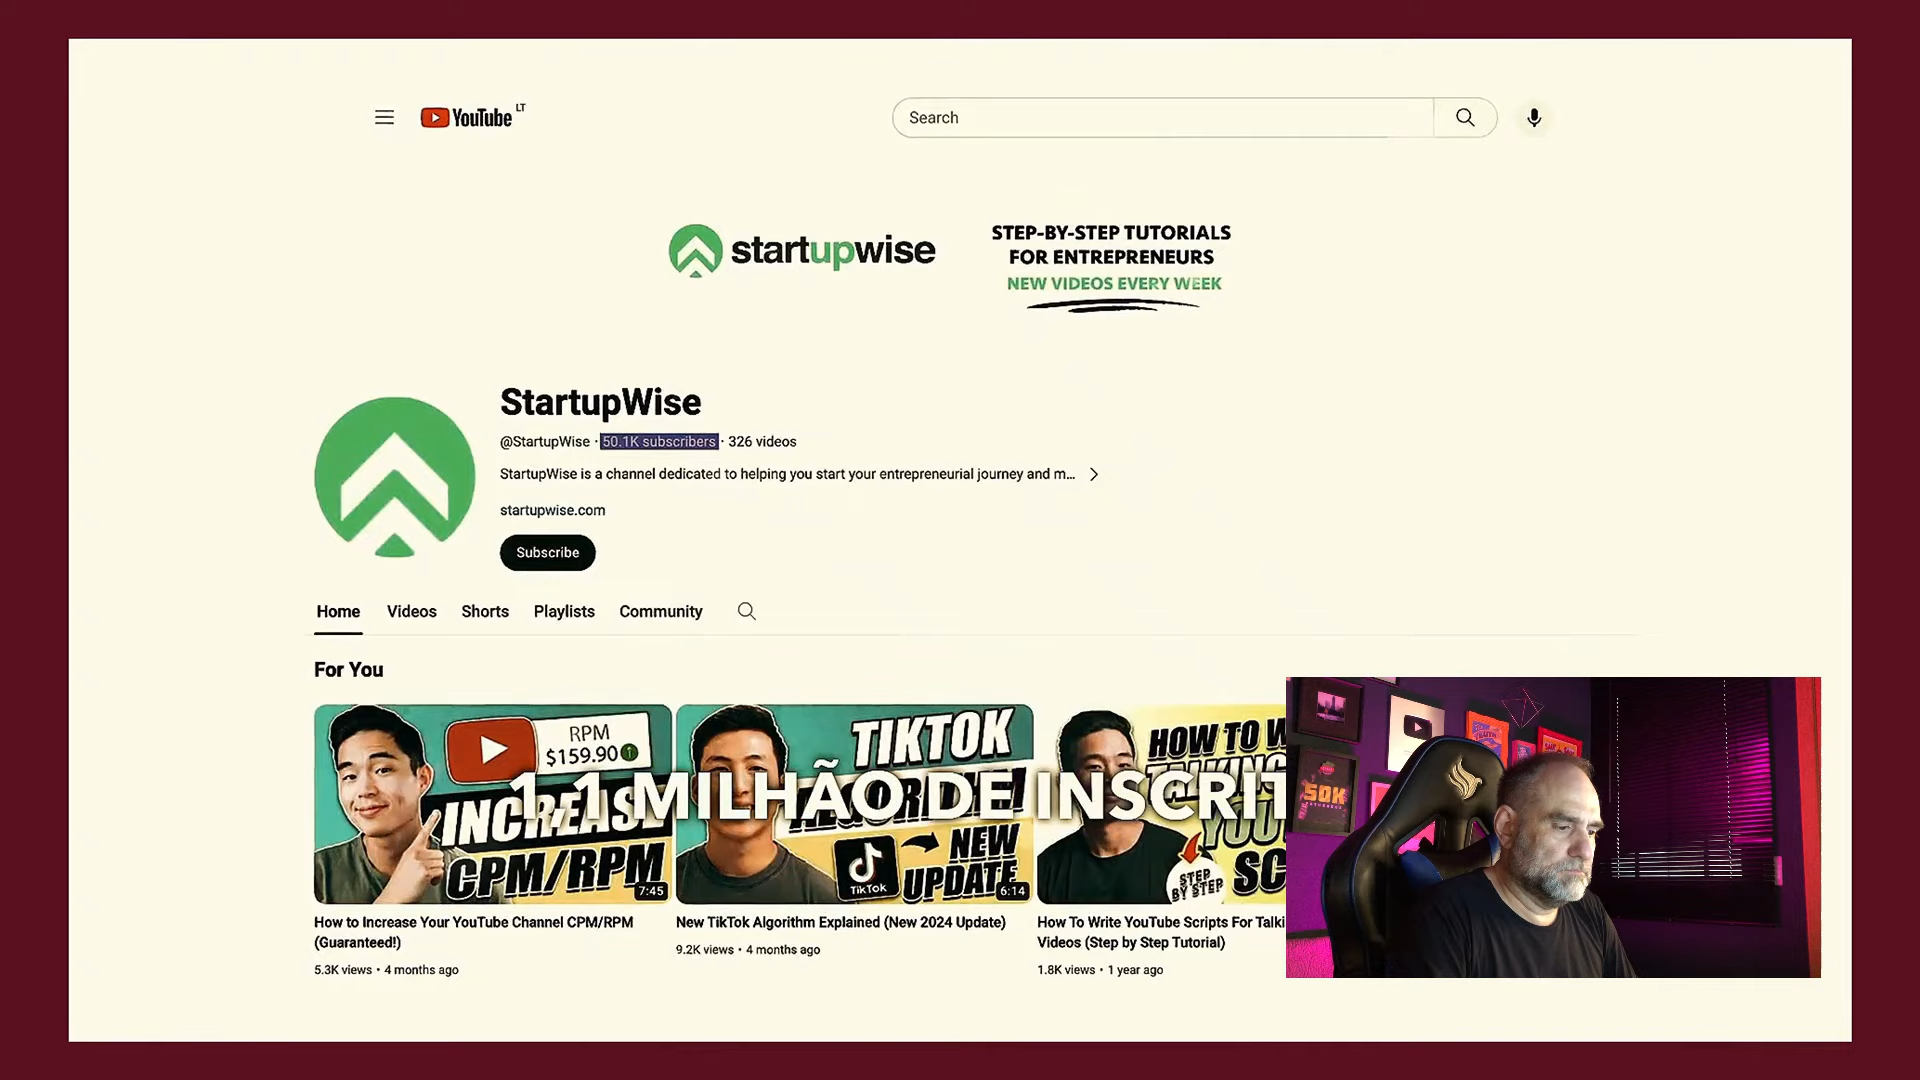 YouTube LT
Search
startupwise
STEP-BY-STEP TUTORIALS
FOR ENTREPRENEURS
NEW VIDEOS EVERY WEEK
StartupWise
@StartupWise · 50.1K subscribers · 326 videos
StartupWise is a channel dedicated to helping you start your entrepreneurial journey and m...
startupwise.com
Subscribe
Home Videos Shorts Playlists Community
For You
RPM
$159.90
INCREASE
CPM/RPM
7:45
TIKTOK
NEW
UPDATE
TikTok
6:14
HOW TO
STEP
BY STEP
1,1 MILHÃO DE INSCRIT
50K
How to Increase Your YouTube Channel CPM/RPM
(Guaranteed!)
5.3K views • 4 months ago
New TikTok Algorithm Explained (New 2024 Update)
9.2K views • 4 months ago
How To Write YouTube Scripts For Talki
Videos (Step by Step Tutorial)
1.8K views • 1 year ago